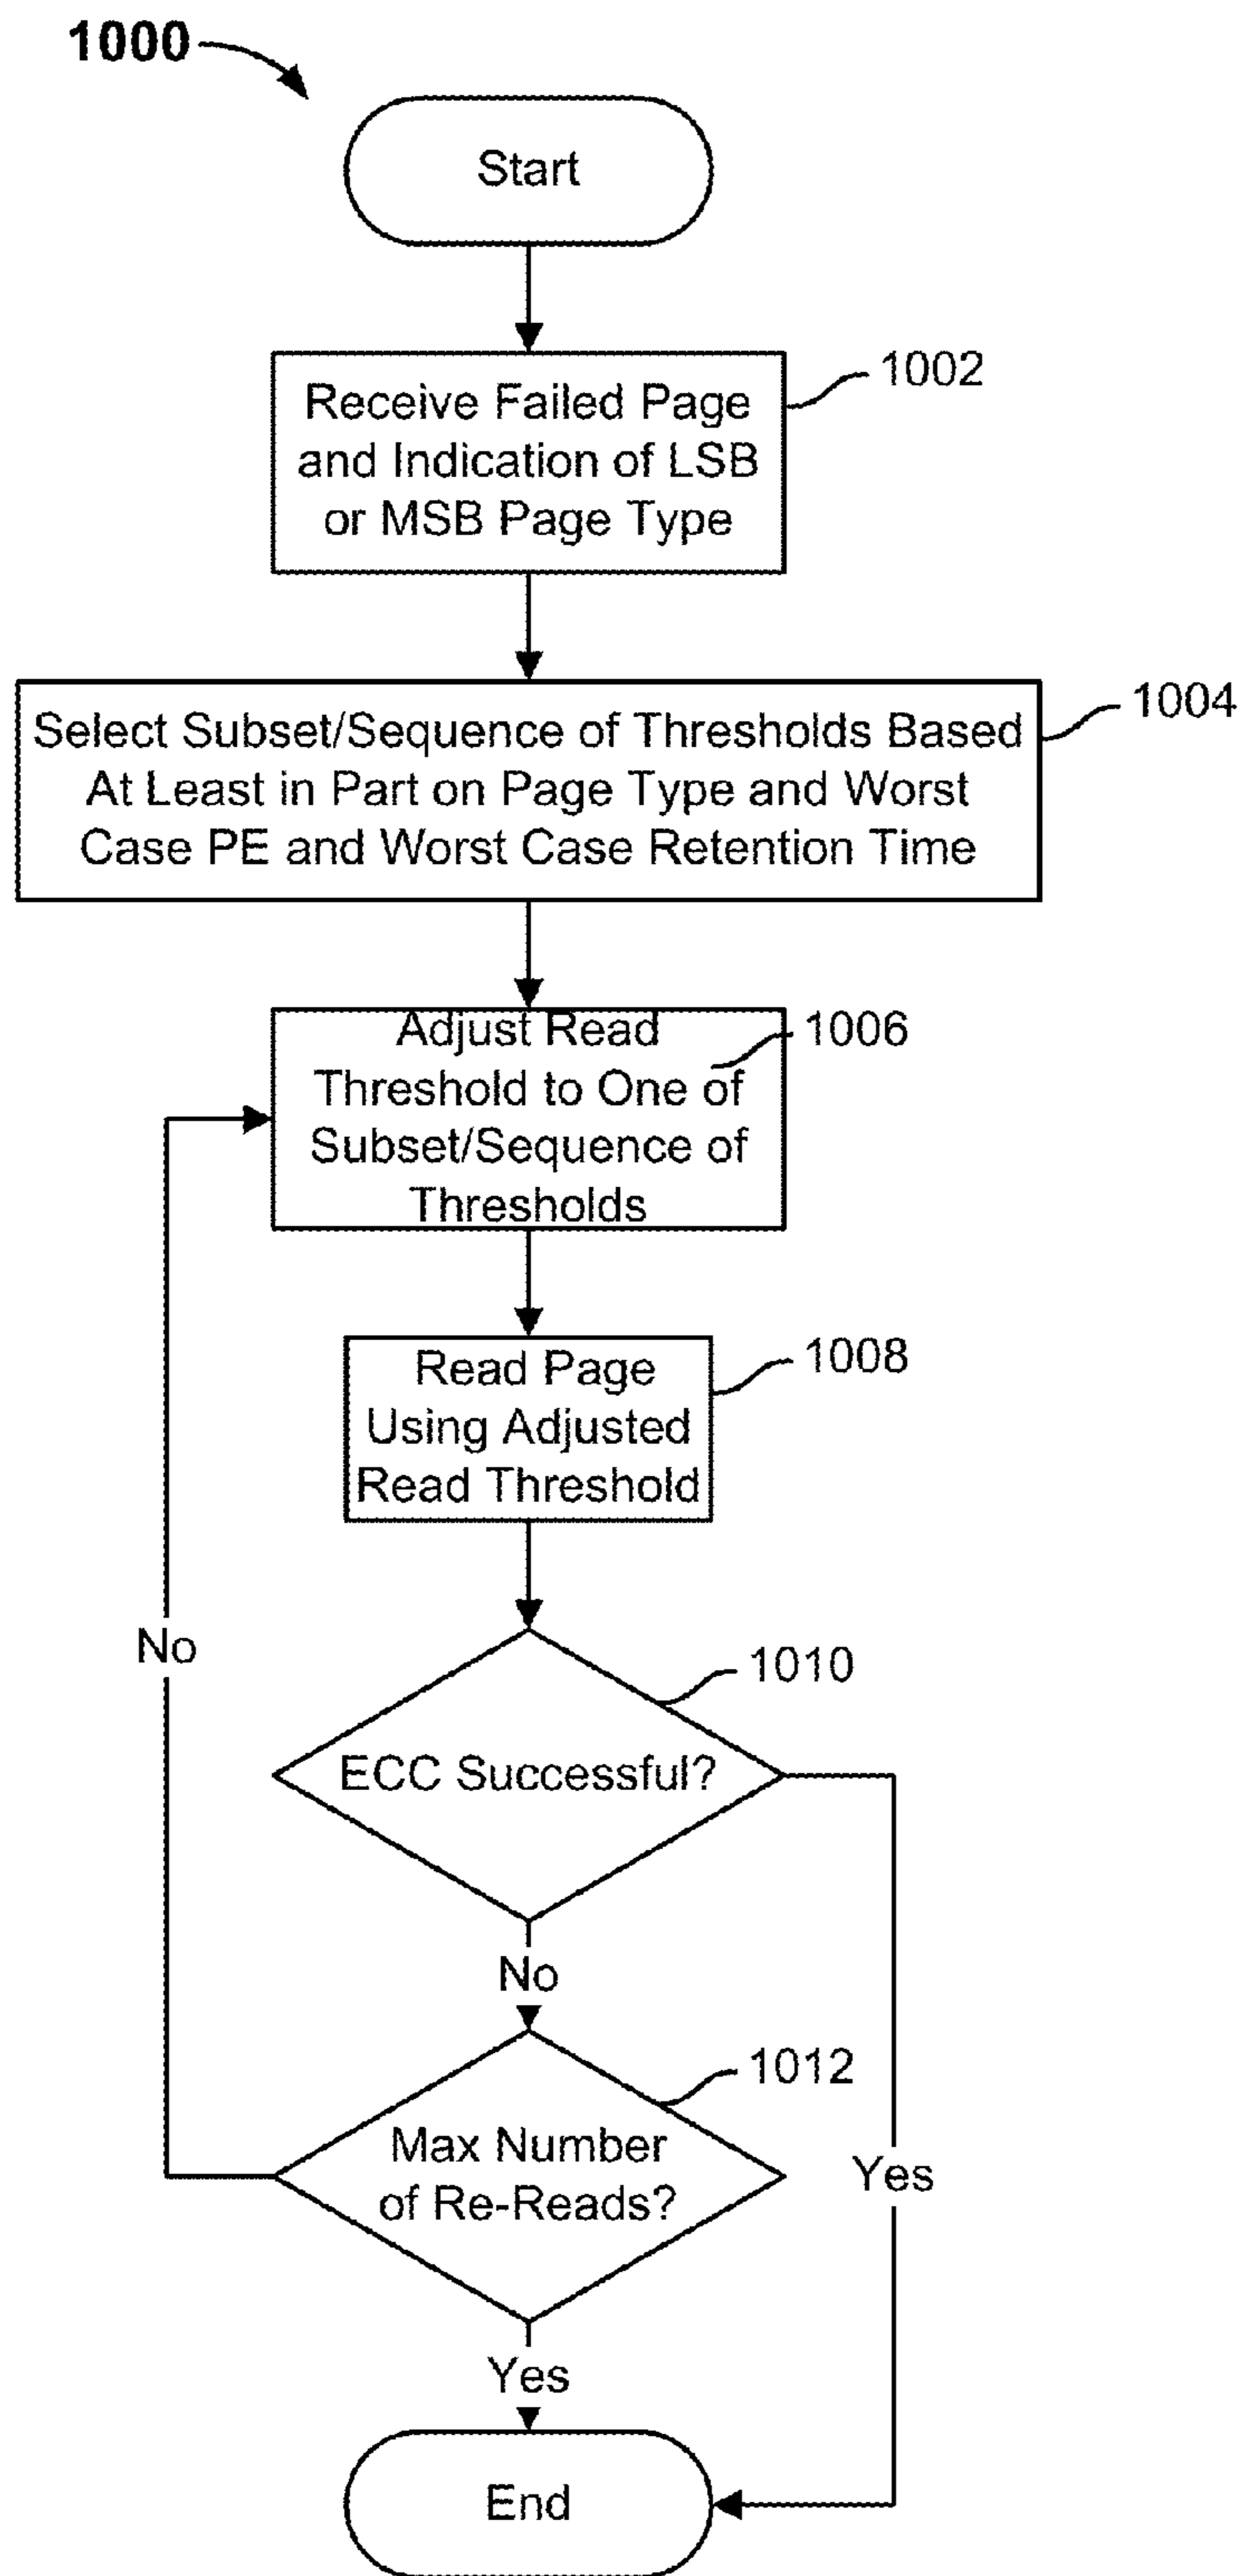 1000
Start
Receive Failed Page
and Indication of LSB
or MSB Page Type
1002
Select Subset/Sequence of Thresholds Based
At Least in Part on Page Type and Worst
Case PE and Worst Case Retention Time
1004
Adjust Read
Threshold to One of
Subset/Sequence of
Thresholds
1006
Read Page
Using Adjusted
Read Threshold
1008
ECC Successful?
1010
No
No
Max Number
of Re-Reads?
1012
Yes
Yes
End